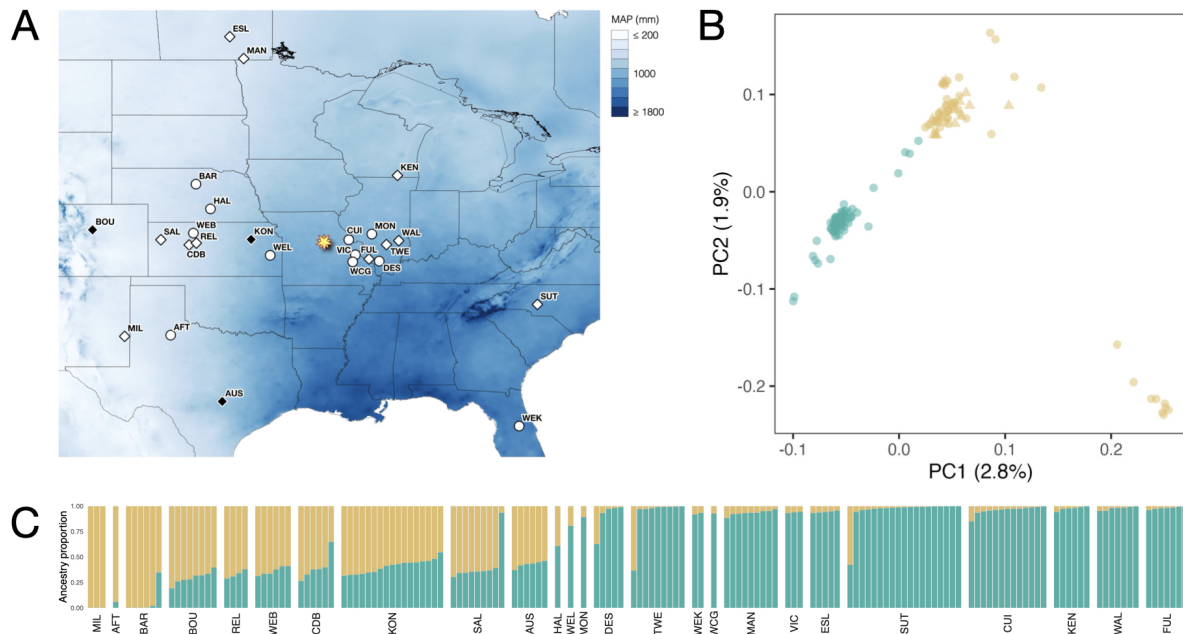 A
ESL
MAN
KEN
BAR
HAL
BOU
SAL
WEB
REL
CDB
KON
WEL
CUI
MON
VIC
FUL
WAL
TWE
WCG
DES
SUT
MIL
AFT
AUS
WEK
MAP (mm)
≤ 200
1000
≥ 1800
B
0.1
0.0
-0.1
-0.2
PC2 (1.9%)
-0.1
0.0
0.1
0.2
PC1 (2.8%)
C
Ancestry proportion
1.00
0.75
0.50
0.25
0.00
MIL
AFT
BAR
BOU
REL
WEB
CDB
KON
SAL
AUS
HAL
WEL
MON
DES
TWE
WEK
WCG
MAN
VIC
ESL
SUT
CUI
KEN
WAL
FUL